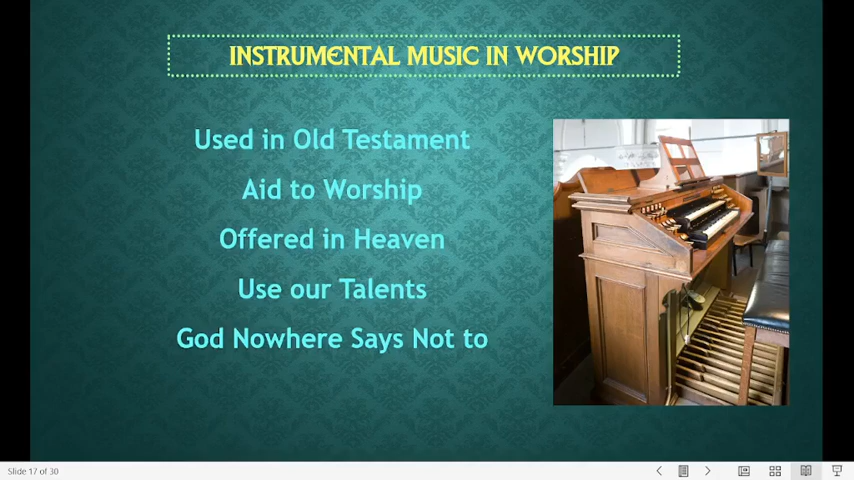 INSTRUMENTAL MUSIC IN WORSHIP
Used in Old Testament
Aid to Worship
Offered in Heaven
Use our Talents
God Nowhere Says Not to
Slide 17 of 30